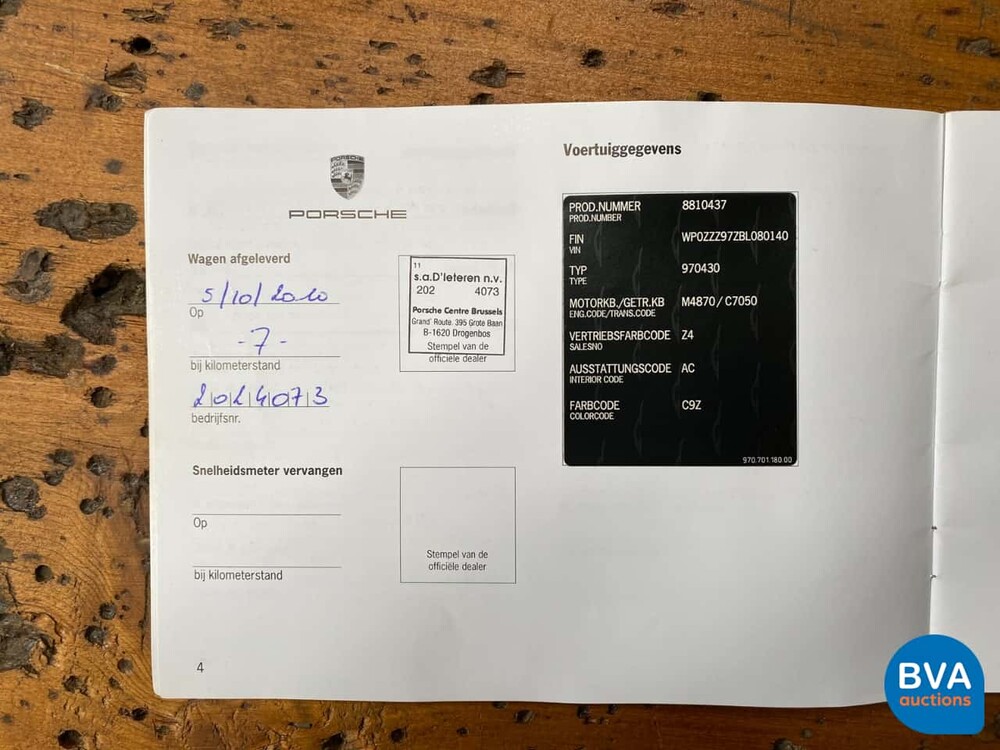 PORSCHE
PORSCHE
Wagen afgeleverd
5/10/2010
Op
- 7 -
bij kilometerstand
2024073
bedrijfsnr.
11
s.a.D'Ieteren n.v.
202 4073
Porsche Centre Brussels
Grand' Route. 395 Grote Baan
B-1620 Drogenbos
Stempel van de
officiële dealer
Snelheidsmeter vervangen
Op
bij kilometerstand
Stempel van de
officiële dealer
4
Voertuiggegevens
PROD.NUMMER 8810437
PROD.NUMBER
FIN WP0ZZZ97ZBL080140
VIN
TYP 970430
TYPE
MOTORKB./GETR.KB M4870 / C7050
ENG.CODE/TRANS.CODE
VERTRIEBSFARBCODE Z4
SALESNO
AUSSTATTUNGSCODE AC
INTERIOR CODE
FARBCODE C9Z
COLORCODE
970.701.180.00
BVA
auctions